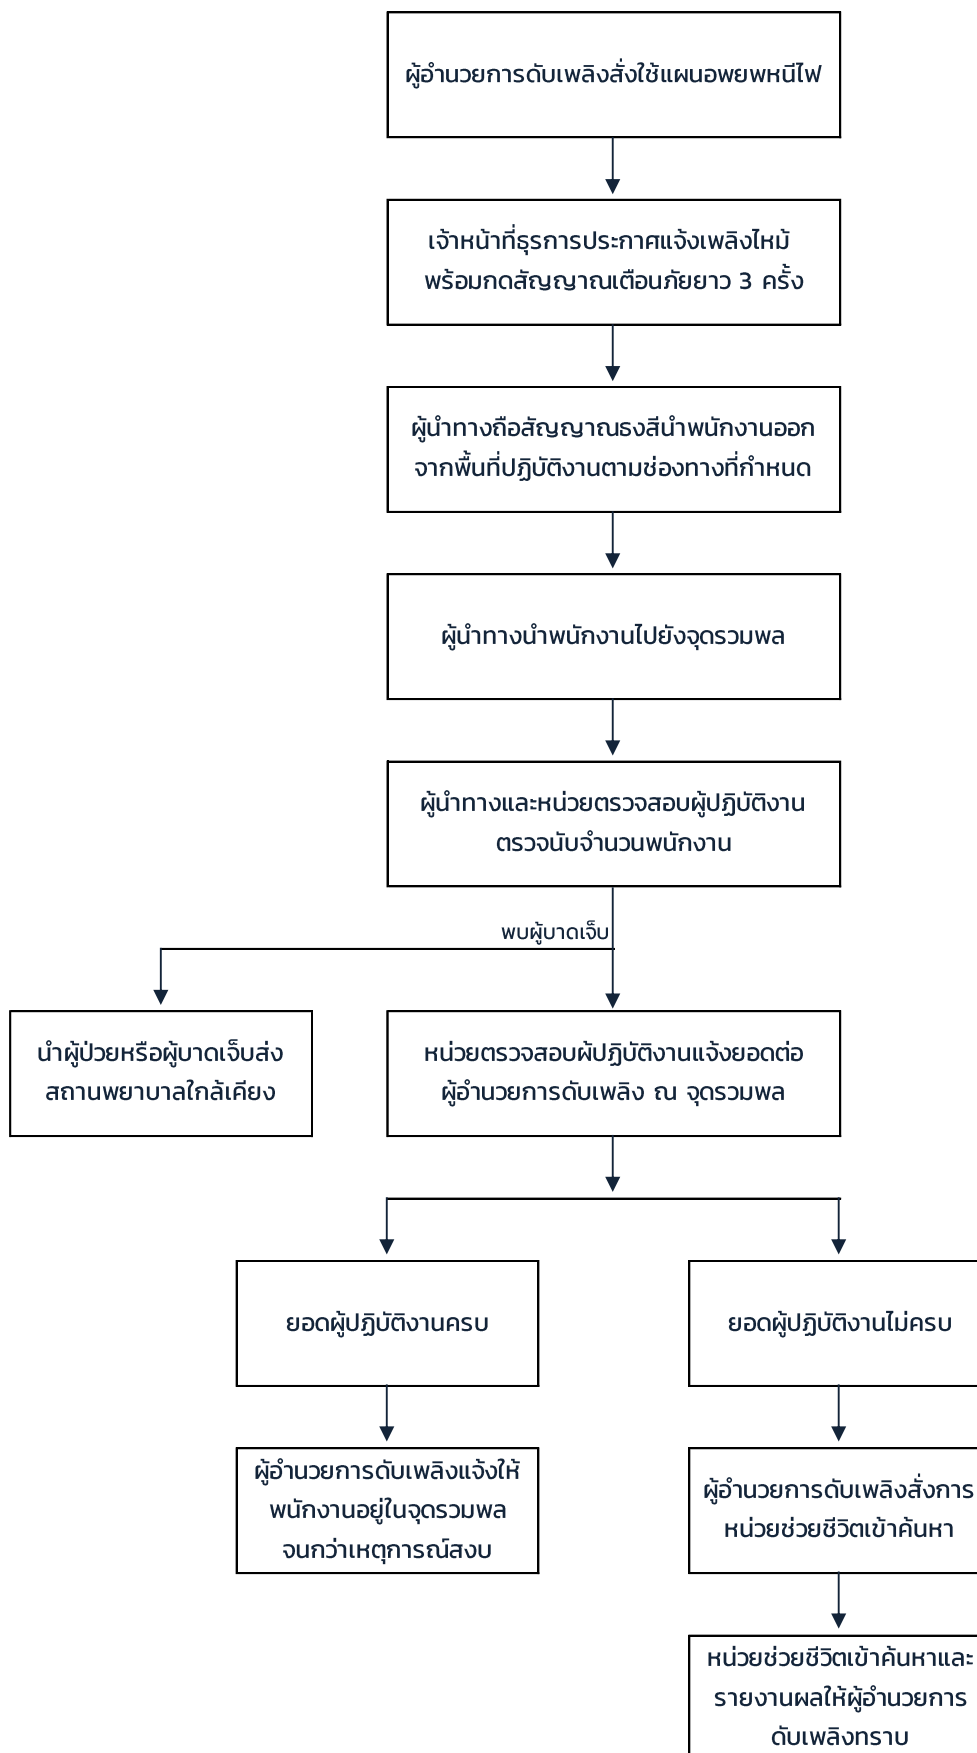 ผู้อำนวยการดับเพลิงสั่งใช้แผนอพยพหนีไฟ
เจ้าหน้าที่ธุรการประกาศแจ้งเพลิงไหม้
พร้อมกดสัญญาณเตือนภัยยาว 3 ครั้ง
ผู้นำทางถือสัญญาณธงสีนำพนักงานออก
จากพื้นที่ปฏิบัติงานตามช่องทางที่กำหนด
ผู้นำทางนำพนักงานไปยังจุดรวมพล
ผู้นำทางและหน่วยตรวจสอบผู้ปฏิบัติงาน
ตรวจนับจำนวนพนักงาน
พบผู้บาดเจ็บ
นำผู้ป่วยหรือผู้บาดเจ็บส่ง
สถานพยาบาลใกล้เคียง
หน่วยตรวจสอบผ้ปฏิบัติงานแจ้งยอดต่อ
ผู้อำนวยการดับเพลิง ณ จุดรวมพล
ยอดผู้ปฏิบัติงานครบ
ยอดผู้ปฏิบัติงานไม่ครบ
ผู้อำนวยการดับเพลิงแจ้งให้
พนักงานอยู่ในจุดรวมพล
จนกว่าเหตุการณ์สงบ
ผู้อำนวยการดับเพลิงสั่งการ
หน่วยช่วยชีวิตเข้าค้นหา
หน่วยช่วยชีวิตเข้าค้นหาและ
รายงานผลให้ผู้อำนวยการ
ดับเพลิงทราบ